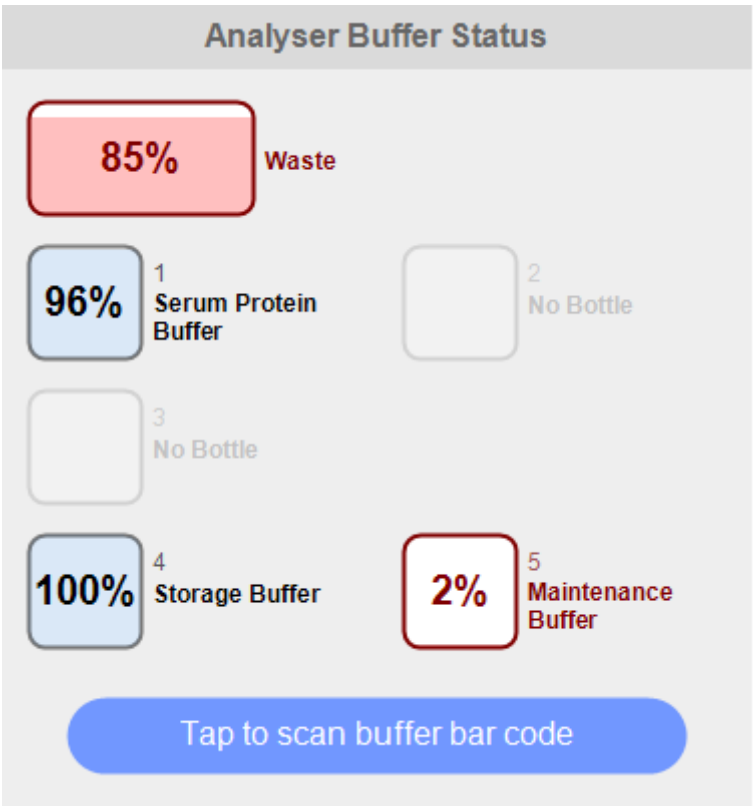 Analyser Buffer Status
85%
Waste
96%
1
Serum Protein
Buffer
2
No Bottle
3
No Bottle
100%
4
Storage Buffer
2%
5
Maintenance
Buffer
Tap to scan buffer bar code